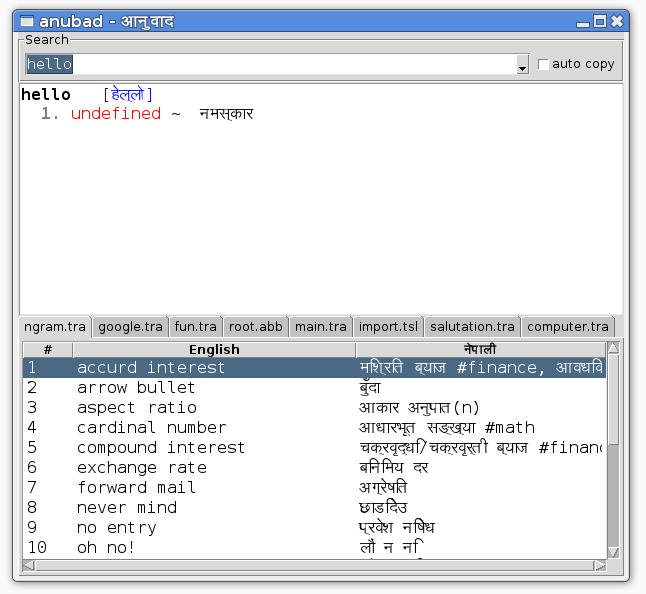 anubad - आनुवाद
Search
hello
auto copy
hello [हेल्लो]
1. undefined ~ नमस्कार
ngram.tra google.tra fun.tra root.abb main.tra import.tsl salutation.tra computer.tra
# English नेपाली
1 accurd interest मिश्रति ब्याज #finance, आवधवि
2 arrow bullet बुँदा
3 aspect ratio आकार अनुपात(n)
4 cardinal number आधारभूत सङ्ख्या #math
5 compound interest चक्रवृद्धि/चक्रवर्ती ब्याज #financ
6 exchange rate बनिमिय दर
7 forward mail अग्रेषति
8 never mind छाडदिेउ
9 no entry प्रवेश नषिेध
10 oh no! लौ न नि